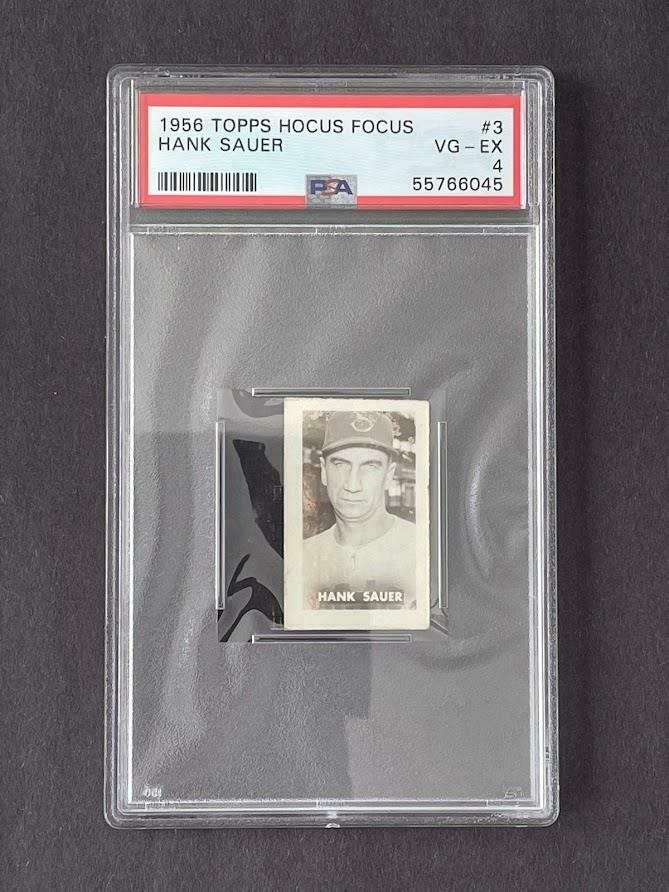 1956 TOPPS HOCUS FOCUS #3
HANK SAUER VG – EX
4
PSA 55766045
HANK SAUER